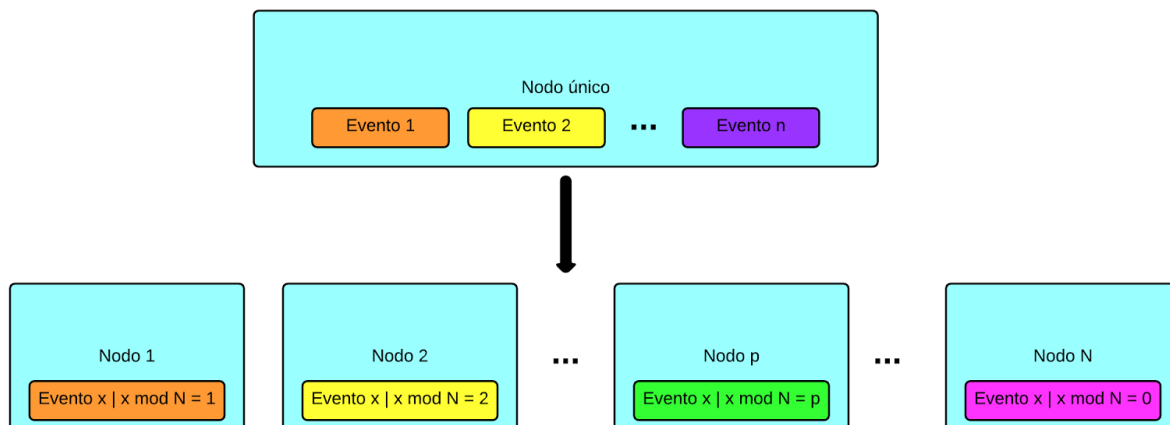 Nodo único
Evento 1
Evento 2
...
Evento n
Nodo 1
Nodo 2
...
Nodo p
...
Nodo N
Evento x | x mod N = 1
Evento x | x mod N = 2
Evento x | x mod N = p
Evento x | x mod N = 0